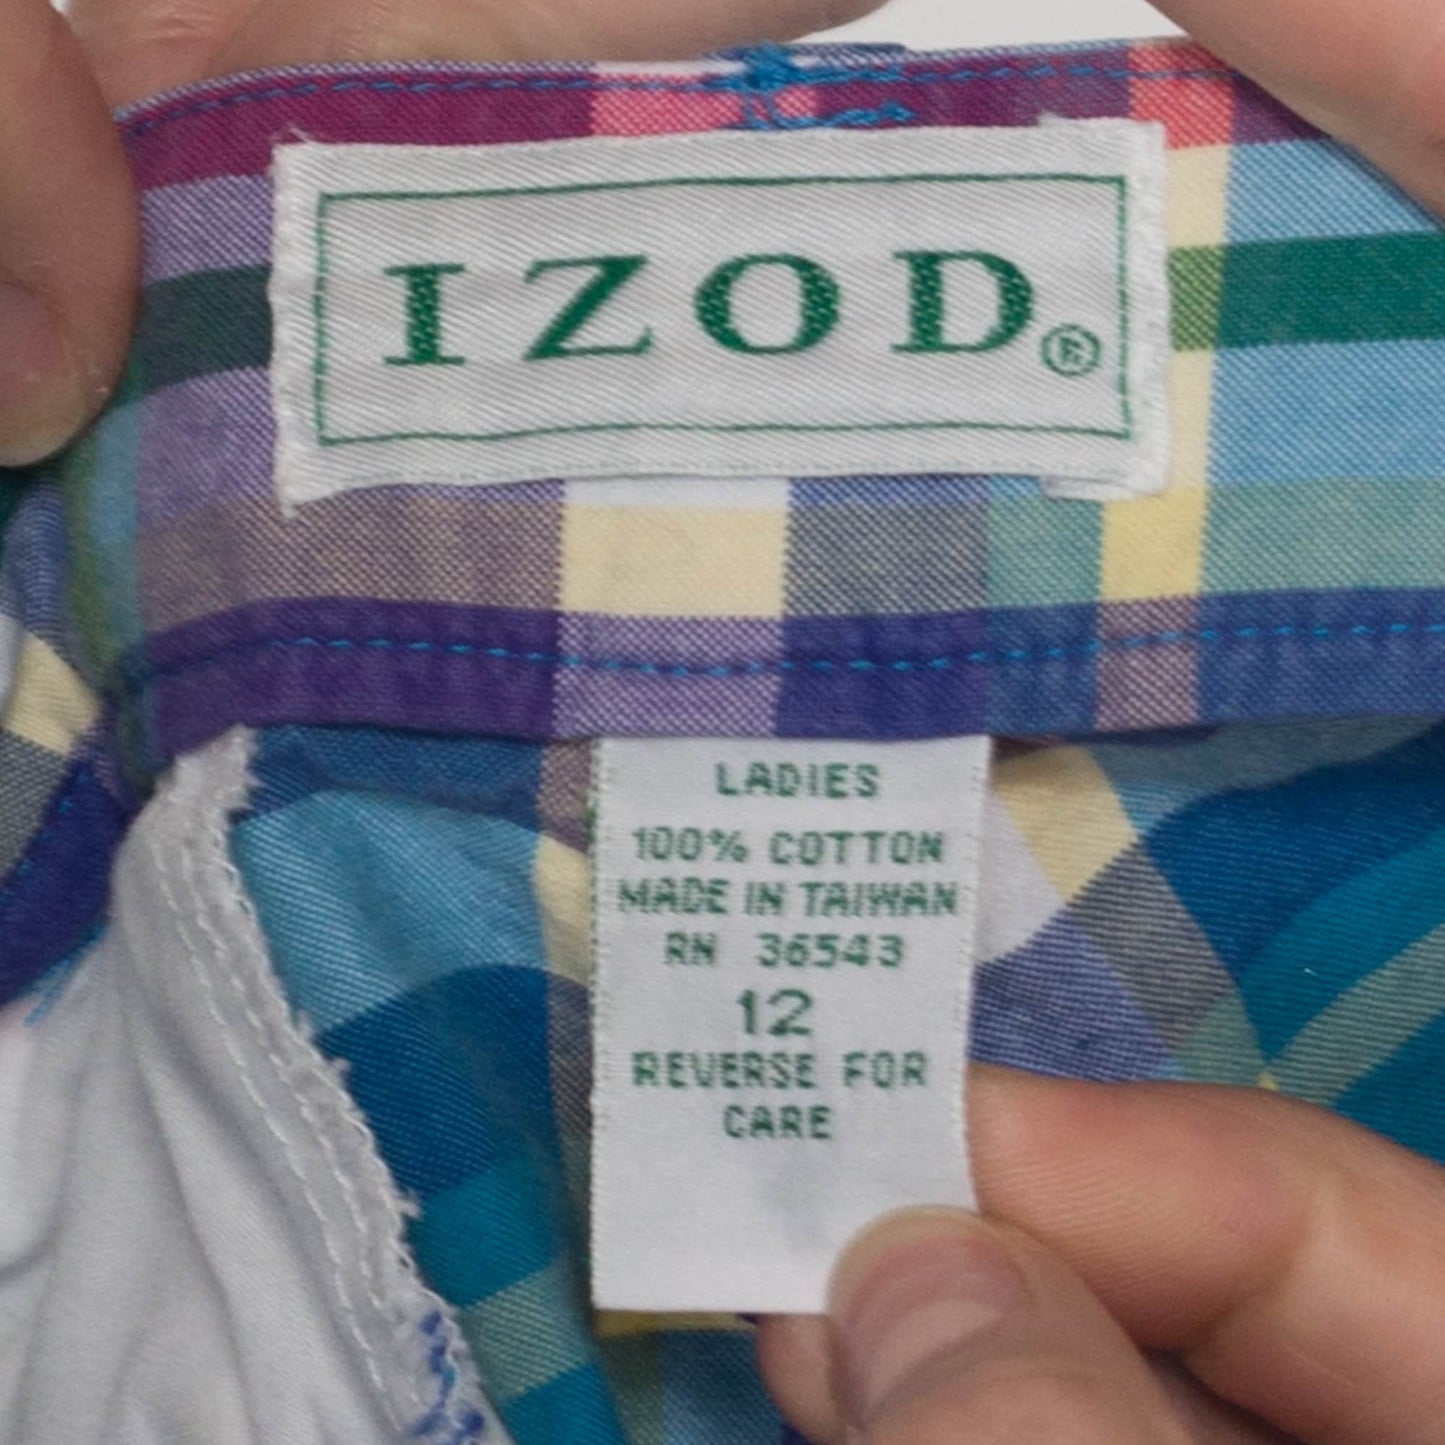 IZOD®
LADIES
100% COTTON
MADE IN TAIWAN
RN 36543
12
REVERSE FOR
CARE